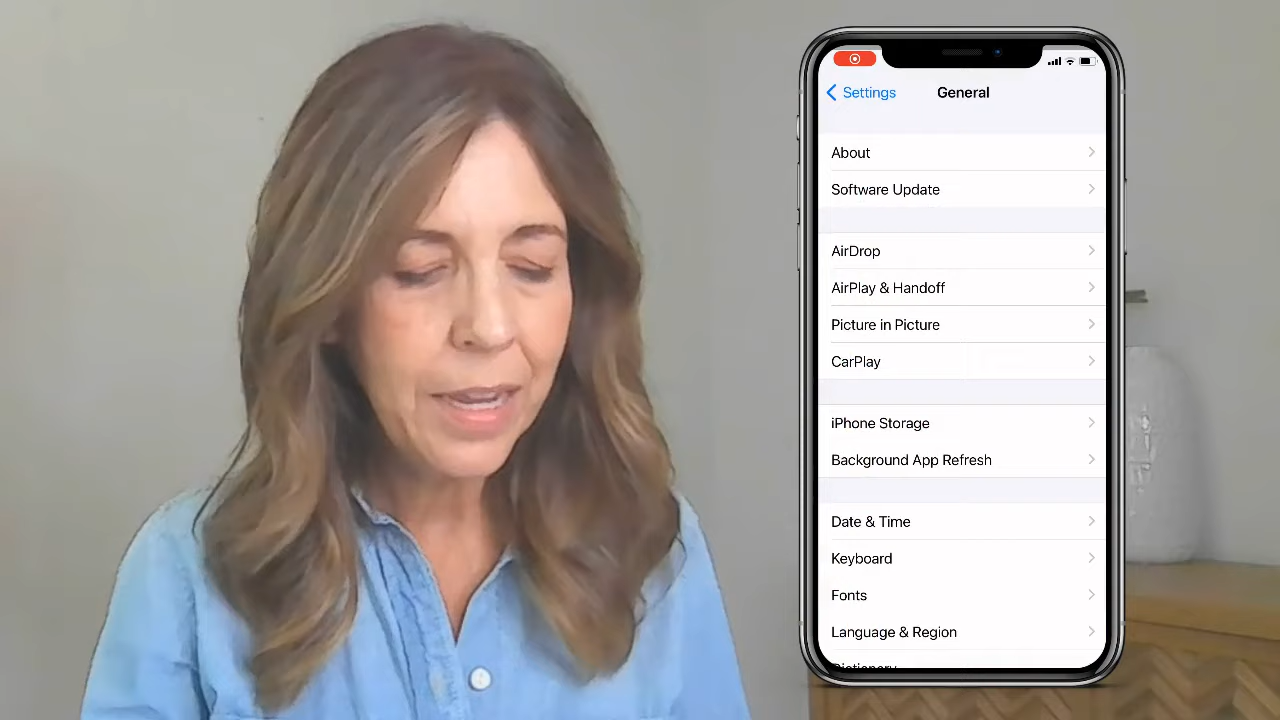 Settings
General
About
Software Update
AirDrop
AirPlay & Handoff
Picture in Picture
CarPlay
iPhone Storage
Background App Refresh
Date & Time
Keyboard
Fonts
Language & Region
Dictionary